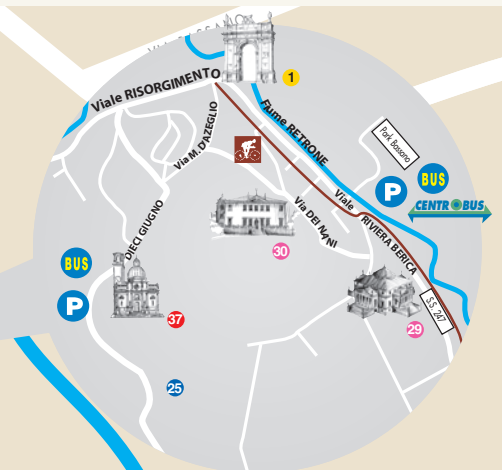 Viale RISORGIMENTO
1
Fiume RETRONE
Via M. D'AZEGLIO
Park Bassano
P
BUS
CENTROBUS
Viale RIVIERA BERICA
Via DEI NANI
DIECI GIUGNO
30
BUS
P
37
29
S.S. 247
25